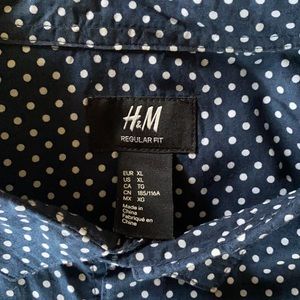 H&M
REGULAR FIT
EUR XL
US XL
CA TG
CN 185/116A
MX XG
Made in
China
Fabriqué en
Chine